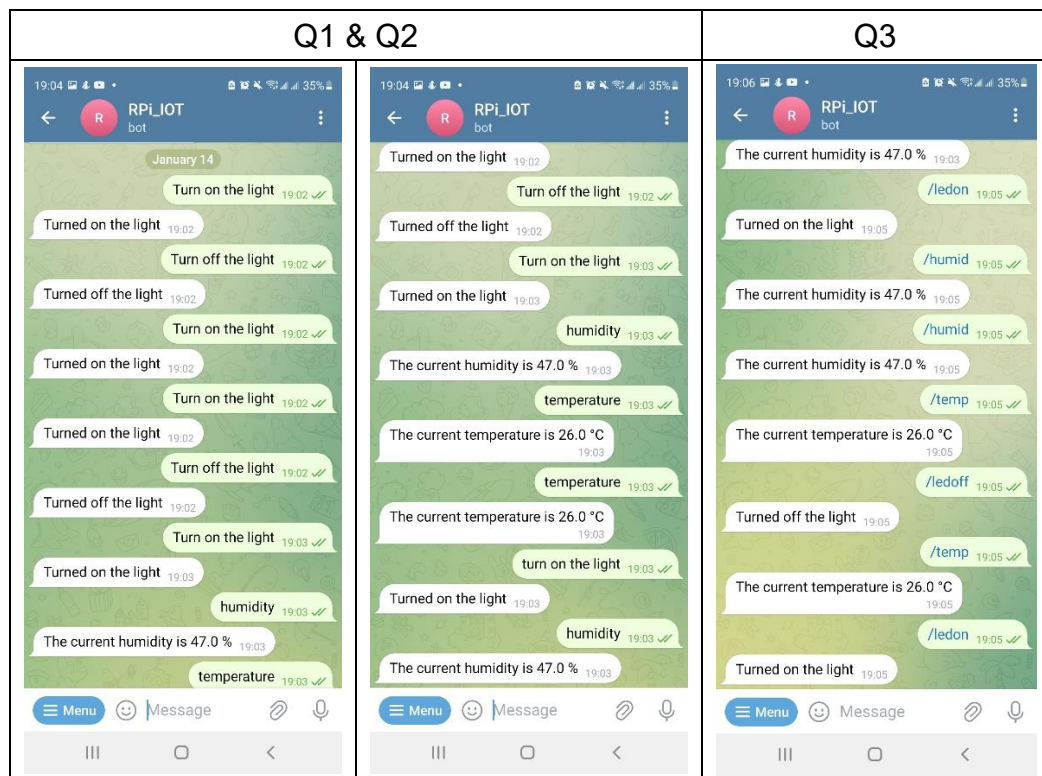 Q1 & Q2
Q3
19:04
35%
R
RPi_IOT
bot
January 14
Turn on the light 19:02
Turned on the light 19:02
Turn off the light 19:02
Turned off the light 19:02
Turn on the light 19:02
Turned on the light 19:02
Turn on the light 19:02
Turned on the light 19:02
Turn off the light 19:02
Turned off the light 19:02
Turn on the light 19:03
Turned on the light 19:03
humidity 19:03
The current humidity is 47.0 % 19:03
temperature 19:03
Menu Message
19:04
35%
R
RPi_IOT
bot
Turned on the light 19:02
Turn off the light 19:02
Turned off the light 19:02
Turn on the light 19:03
Turned on the light 19:03
humidity 19:03
The current humidity is 47.0 % 19:03
temperature 19:03
The current temperature is 26.0 °C
19:03
temperature 19:03
The current temperature is 26.0 °C
19:03
turn on the light 19:03
Turned on the light 19:03
humidity 19:03
The current humidity is 47.0 % 19:03
Menu Message
19:06
35%
R
RPi_IOT
bot
The current humidity is 47.0 % 19:03
/ledon 19:05
Turned on the light 19:05
/humid 19:05
The current humidity is 47.0 % 19:05
/humid 19:05
The current humidity is 47.0 % 19:05
/temp 19:05
The current temperature is 26.0 °C
19:05
/ledoff 19:05
Turned off the light 19:05
/temp 19:05
The current temperature is 26.0 °C
19:05
/ledon 19:05
Turned on the light 19:05
Menu Message